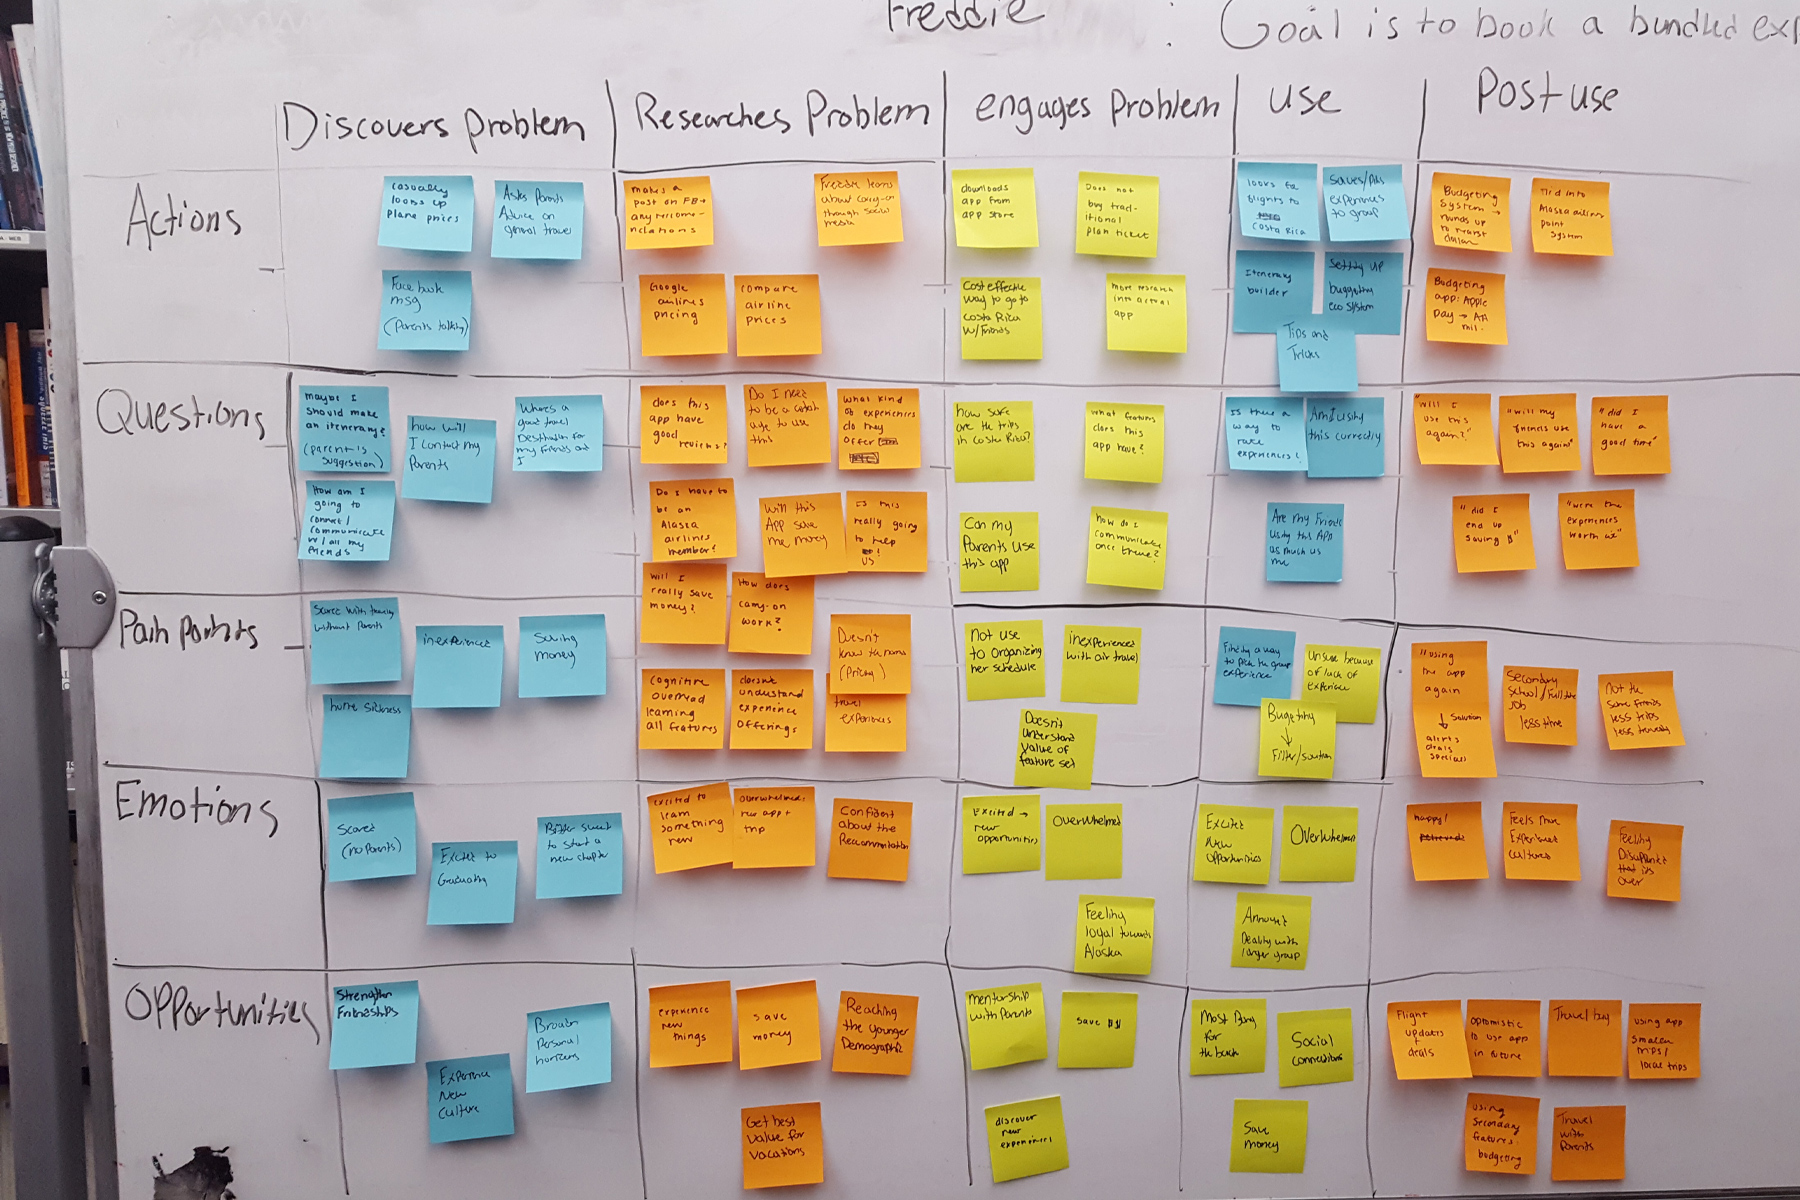 Freddie : Goal is to book a bundled exp
Discovers problem
Researches Problem
engages problem
use
Post use
Actions
casually
looks up
plane prices
Asks Parents
Advice on
general travel
Facebook
msg
(Parents talking)
makes a
post on FB →
any recomme-
ndations
Freddie learns
about carry-on
through social
media
Google
airlines
pricing
compare
airline
prices
downloads
app from
app store
Does not
buy trad-
itional
plan ticket
Cost effective
way to go to
Costa Rica
w/Friends
more research
into actual
app
looks for
flights to
Costa Rica
Saves/Adds
experiences
to group
Itenerary
builder
Setting up
buggeting
eco system
Tips and
Tricks
Budgeting
System →
rounds up
to nearst
dollar
Tied into
Alaska airlines
point
system
Budgeting
app: Apple
Pay → AA
mil.
Questions
maybe I
should make
an itenerary?
(parent's
suggestion)
how will
I contact my
Parents
Where's a
good travel
Destination for
my friends and
I
How am I
going to
connect/
communicate
w/ all my
friends
does this
app have
good
reviews?
Do I need
to be a certain
age to use
this
what kind
of experiences
do they
offer
Do I have to
be an
Alaska
airlines
member?
Will this
App save
me money
Is this
really going
to help
us?
will I
really save
money?
How does
carry-on
work?
how safe
are the trips
in Costa Rica?
what features
does this
app have?
Can my
Parents use
this app
how do I
communicate
once there?
Is there a
way to
rate
experiences?
Am I using
this correctly
Are my Friends
using this APP
as much as
me
"will I
use this
again?"
"will my
friends use
this again"
"did I
have a
good time"
"did I
end up
saving $"
"were the
experiences
worth it"
Pain points
Scared with traveling
without Parents
inexperienced
Saving
money
home sickness
Doesn't
know the norms
(Pricing)
cognitive
overload
learning
all features
doesn't
understand
experience
offerings
travel
experiences
Not use
to organizing
her schedule
inexperienced
with air travel
Doesn't
understand
value of
feature set
Finding a way
to pick the group
experience
Unsure because
of lack of
experience
Bugeting
↓
Filter/solution
"using
the app
again
↓ Solution
alerts
deals
specials
Secondary
school/Full time
job
less time
Not the
same friends
less trips
less traveling
Emotions
Scared
(no Parents)
Excited to
Graduating
Bitter sweet
to start a
new chapter
excited to
learn
something
new
overwhelmed:
new app +
trip
Confident
about the
Recommendation
Excited →
new
opportunities
OverWhelmed
Feeling
loyal towards
Alaska
Excited
New
opportunities
OverWhelmed
Annoyed
Dealing with
larger group
happy!
relieved!
Feels more
Experienced
cultures
Feeling
Disappointed
that its
over
Opportunities
Strengthen
Friendships
Experience
New
Culture
Broaden
Personal
horizons
experience
new
things
save
money
Reaching
the younger
Demographic
Get best
value for
vacations
mentorship
with Parents
save $$
discover
new
experiences
Most Bang
for
the buck
Social
connections
Save
money
Flight
updates
deals
optomistic
to use app
in future
Travel bug
using app
smaller
trips/
local trips
using
Secondary
features:
budgeting
Travel
with
Parents